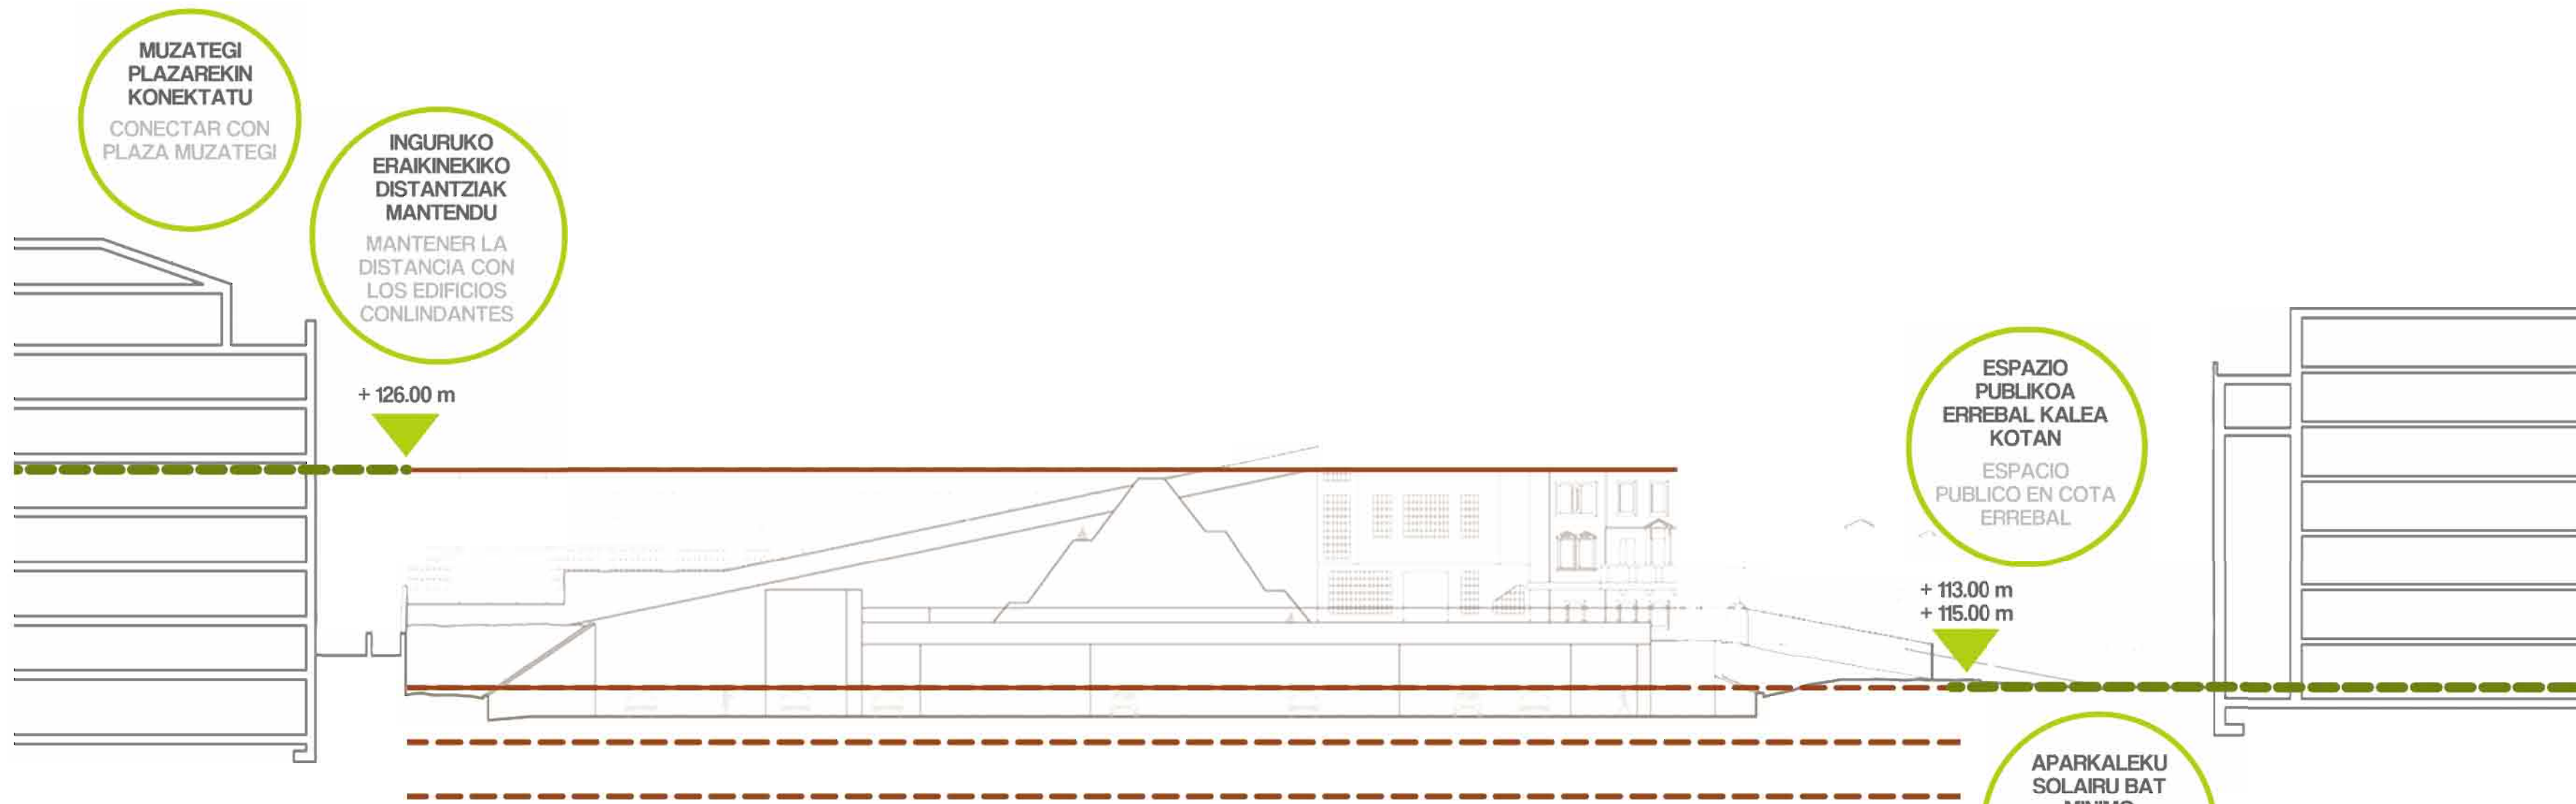 MUZATEGI
PLAZAREKIN
KONEKTATU
CONECTAR CON
PLAZA MUZATEGI
INGURUKO
ERAIKINEKIKO
DISTANTZIAK
MANTENDU
MANTENER LA
DISTANCIA CON
LOS EDIFICIOS
CONLINDANTES
+ 126.00 m
ESPAZIO
PUBLIKOA
ERREBAL KALEA
KOTAN
ESPACIO
PUBLICO EN COTA
ERREBAL
+ 113.00 m
+ 115.00 m
APARKALEKU
SOLAIRU BAT